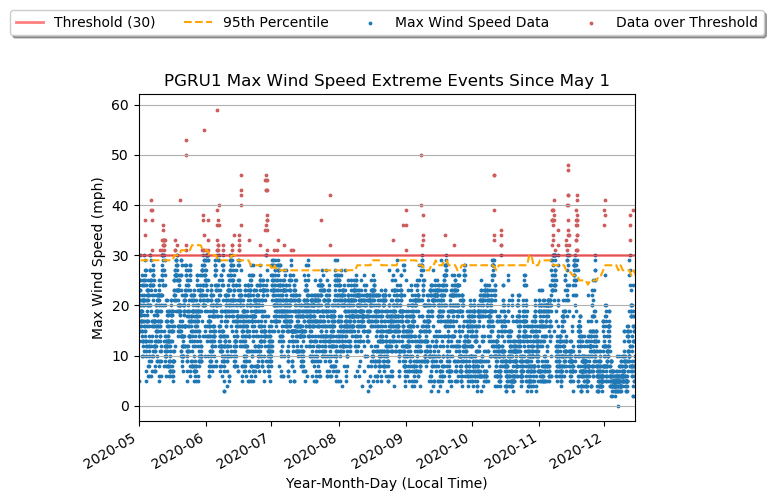 Threshold (30) 95th Percentile Max Wind Speed Data Data over Threshold
PGRU1 Max Wind Speed Extreme Events Since May 1
Max Wind Speed (mph)
60
50
40
30
20
10
0
2020-05 2020-06 2020-07 2020-08 2020-09 2020-10 2020-11 2020-12
Year-Month-Day (Local Time)